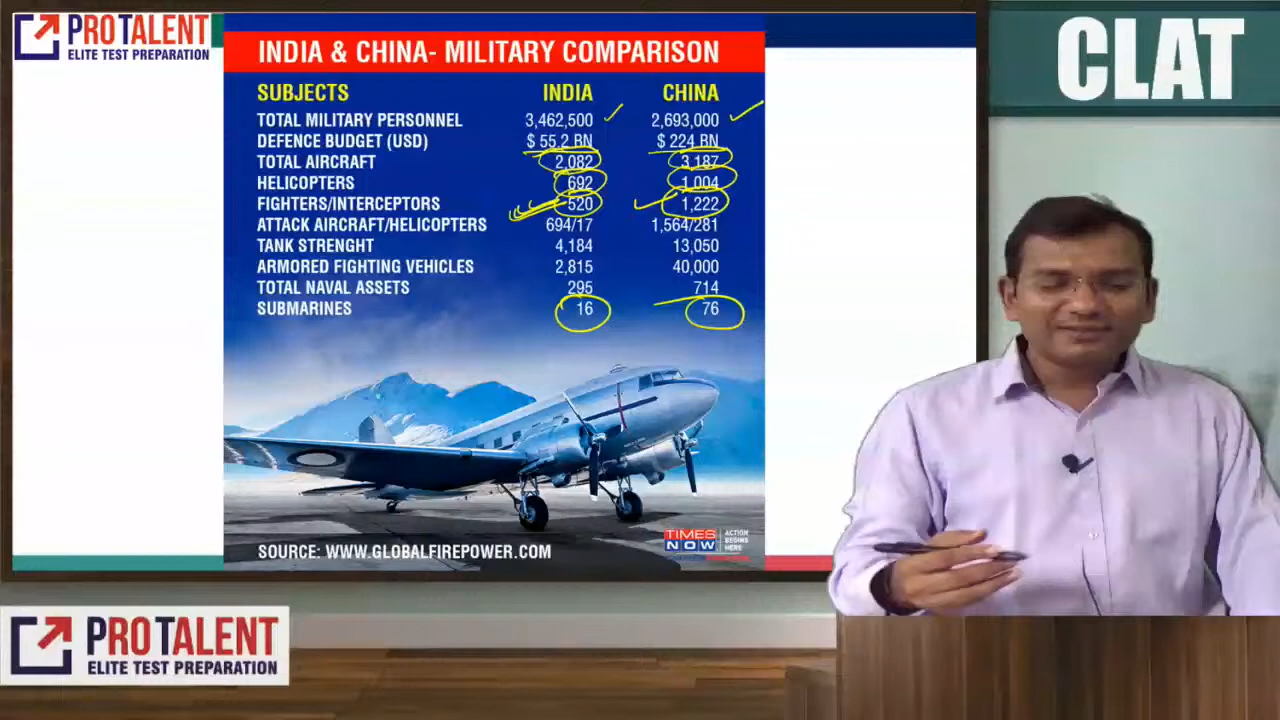 PROTALENT
ELITE TEST PREPARATION
CLAT
INDIA & CHINA- MILITARY COMPARISON
SUBJECTS INDIA CHINA
TOTAL MILITARY PERSONNEL 3,462,500 2,693,000
DEFENCE BUDGET (USD) $ 55.2 BN $ 224 BN
TOTAL AIRCRAFT 2,082 3,187
HELICOPTERS 692 1,004
FIGHTERS/INTERCEPTORS 520 1,222
ATTACK AIRCRAFT/HELICOPTERS 694/17 1,564/281
TANK STRENGHT 4,184 13,050
ARMORED FIGHTING VEHICLES 2,815 40,000
TOTAL NAVAL ASSETS 295 714
SUBMARINES 16 76
TIMES NOW
ACTION
BEGINS
HERE
SOURCE: WWW.GLOBALFIREPOWER.COM
PROTALENT
ELITE TEST PREPARATION